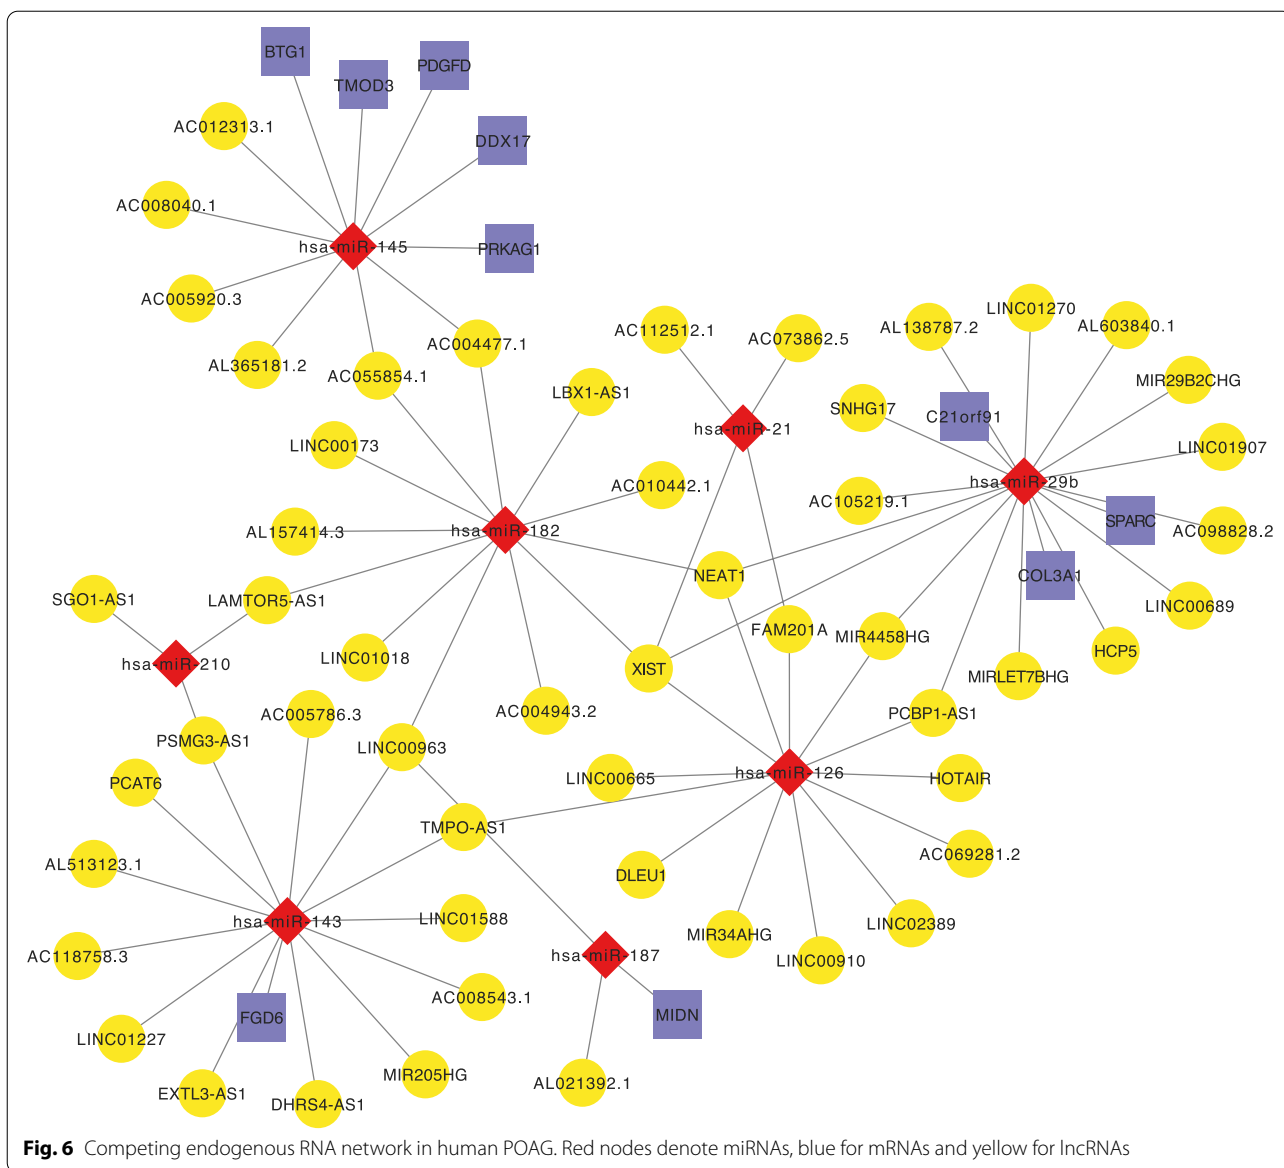 BTG1
TMOD3
PDGFD
AC012313.1
DDX17
AC008040.1
hsa-miR-145
PRKAG1
AC005920.3
AL365181.2
AC055854.1
AC004477.1
AC112512.1
AC073862.5
AL138787.2
LINC01270
AL603840.1
LBX1-AS1
MIR29B2CHG
SNHG17
C21orf91
LINC00173
hsa-miR-21
LINC01907
AC010442.1
hsa-miR-29b
AC105219.1
AL157414.3
hsa-miR-182
SPARC
AC098828.2
NEAT1
COL3A1
SGO1-AS1
LAMTOR5-AS1
LINC00689
FAM201A
MIR4458HG
HCP5
LINC01018
hsa-miR-210
XIST
MIRLET7BHG
AC005786.3
AC004943.2
PCBP1-AS1
PSMG3-AS1
LINC00963
PCAT6
LINC00665
hsa-miR-126
HOTAIR
TMPO-AS1
AC069281.2
AL513123.1
DLEU1
hsa-miR-143
LINC01588
LINC02389
MIR34AHG
AC118758.3
hsa-miR-187
LINC00910
AC008543.1
FGD6
MIDN
LINC01227
MIR205HG
AL021392.1
EXTL3-AS1
DHRS4-AS1
Fig. 6 Competing endogenous RNA network in human POAG. Red nodes denote miRNAs, blue for mRNAs and yellow for lncRNAs